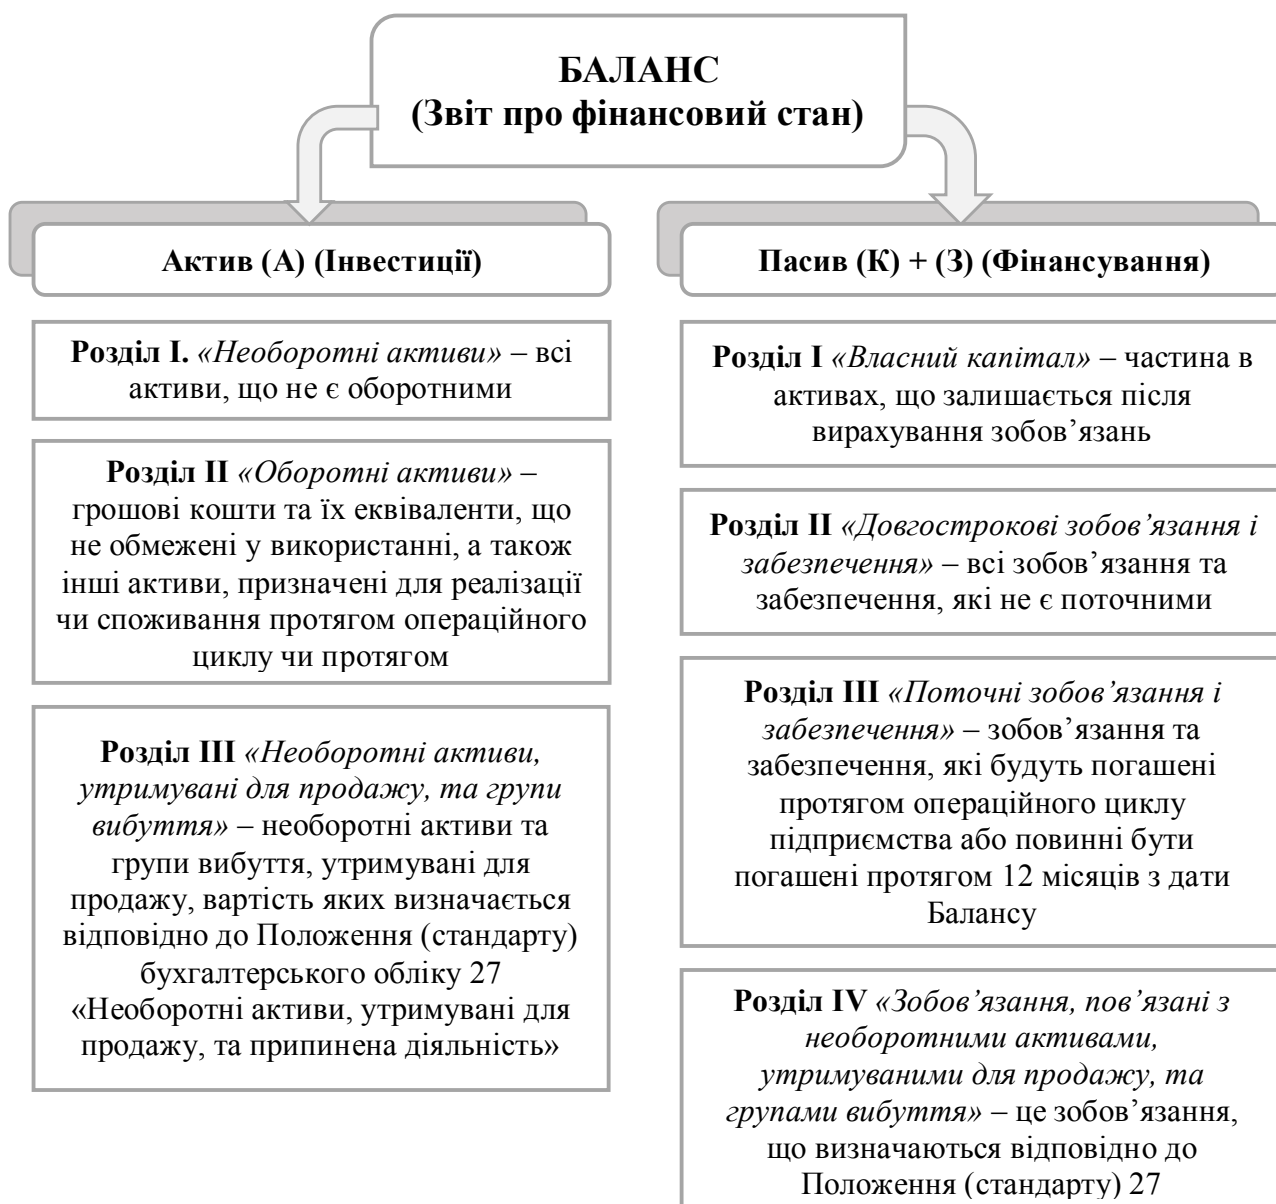 БАЛАНС
(Звіт про фінансовий стан)
Актив (А) (Інвестиції)
Розділ І. «Необоротні активи» – всі
активи, що не є оборотними
Розділ ІІ «Оборотні активи» –
грошові кошти та їх еквіваленти, що
не обмежені у використанні, а також
інші активи, призначені для реалізації
чи споживання протягом операційного
циклу чи протягом
Розділ ІІІ «Необоротні активи,
утримувані для продажу, та групи
вибуття» – необоротні активи та
групи вибуття, утримувані для
продажу, вартість яких визначається
відповідно до Положення (стандарту)
бухгалтерського обліку 27
«Необоротні активи, утримувані для
продажу, та припинена діяльність»
Пасив (К) + (З) (Фінансування)
Розділ І «Власний капітал» – частина в
активах, що залишається після
вирахування зобов’язань
Розділ ІІ «Довгострокові зобов’язання і
забезпечення» – всі зобов’язання та
забезпечення, які не є поточними
Розділ ІІІ «Поточні зобов’язання і
забезпечення» – зобов’язання та
забезпечення, які будуть погашені
протягом операційного циклу
підприємства або повинні бути
погашені протягом 12 місяців з дати
Балансу
Розділ IV «Зобов’язання, пов’язані з
необоротними активами,
утримуваними для продажу, та
групами вибуття» – це зобов’язання,
що визначаються відповідно до
Положення (стандарту) 27